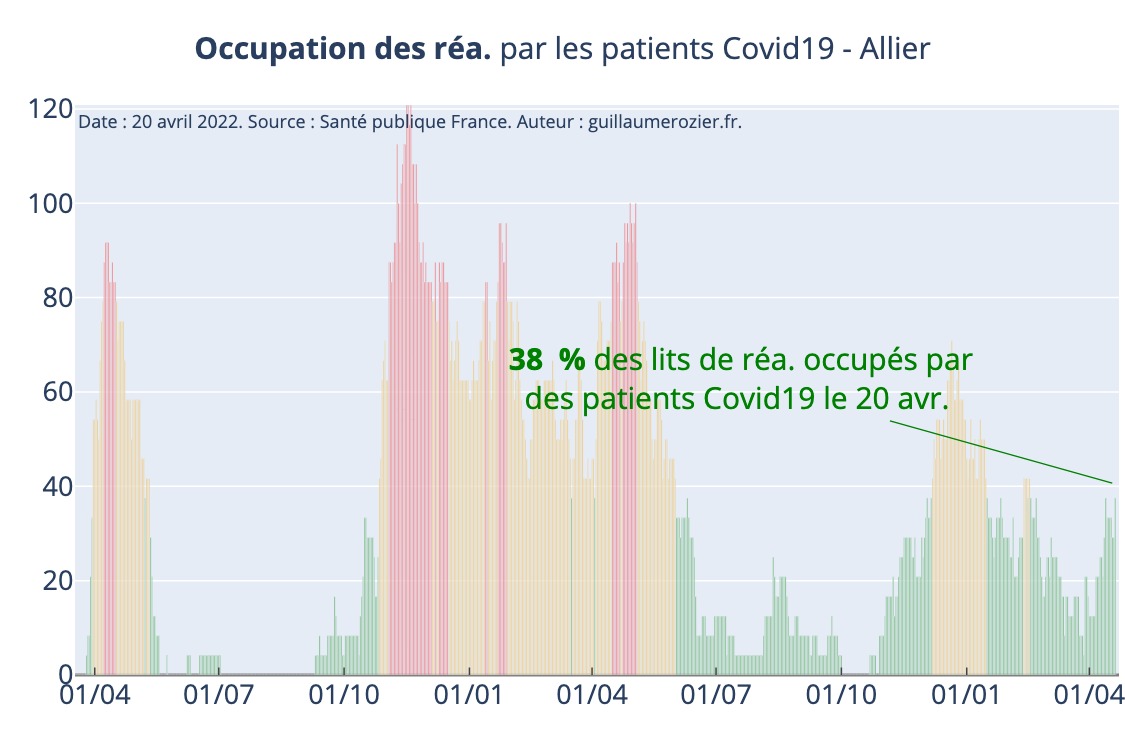 Occupation des réa. par les patients Covid19 - Allier
120
Date : 20 avril 2022. Source : Santé publique France. Auteur : guillaumerozier.fr.
100
80
38 % des lits de réa. occupés par
des patients Covid19 le 20 avr.
60
40
20
0
01/04 01/07 01/10 01/01 01/04 01/07 01/10 01/01 01/04